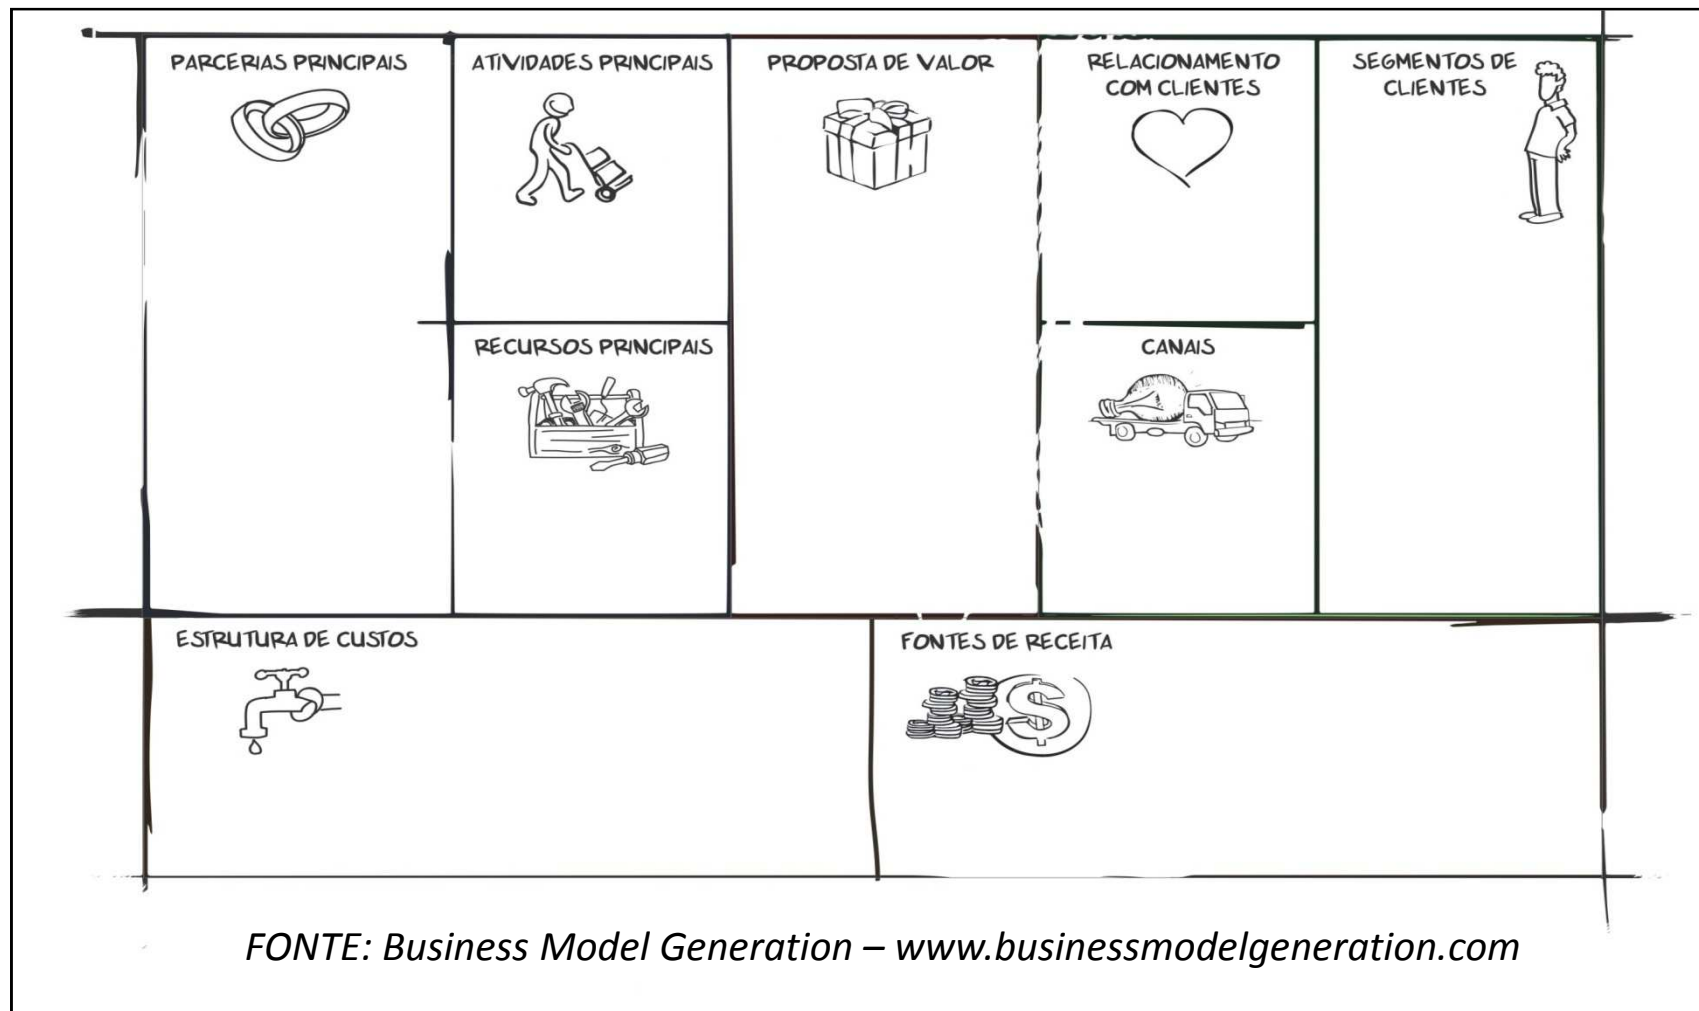 PARCERIAS PRINCIPAIS
ATIVIDADES PRINCIPAIS
PROPOSTA DE VALOR
RELACIONAMENTO
COM CLIENTES
SEGMENTOS DE
CLIENTES
RECURSOS PRINCIPAIS
CANAIS
ESTRUTURA DE CUSTOS
FONTES DE RECEITA
$
FONTE: Business Model Generation – www.businessmodelgeneration.com